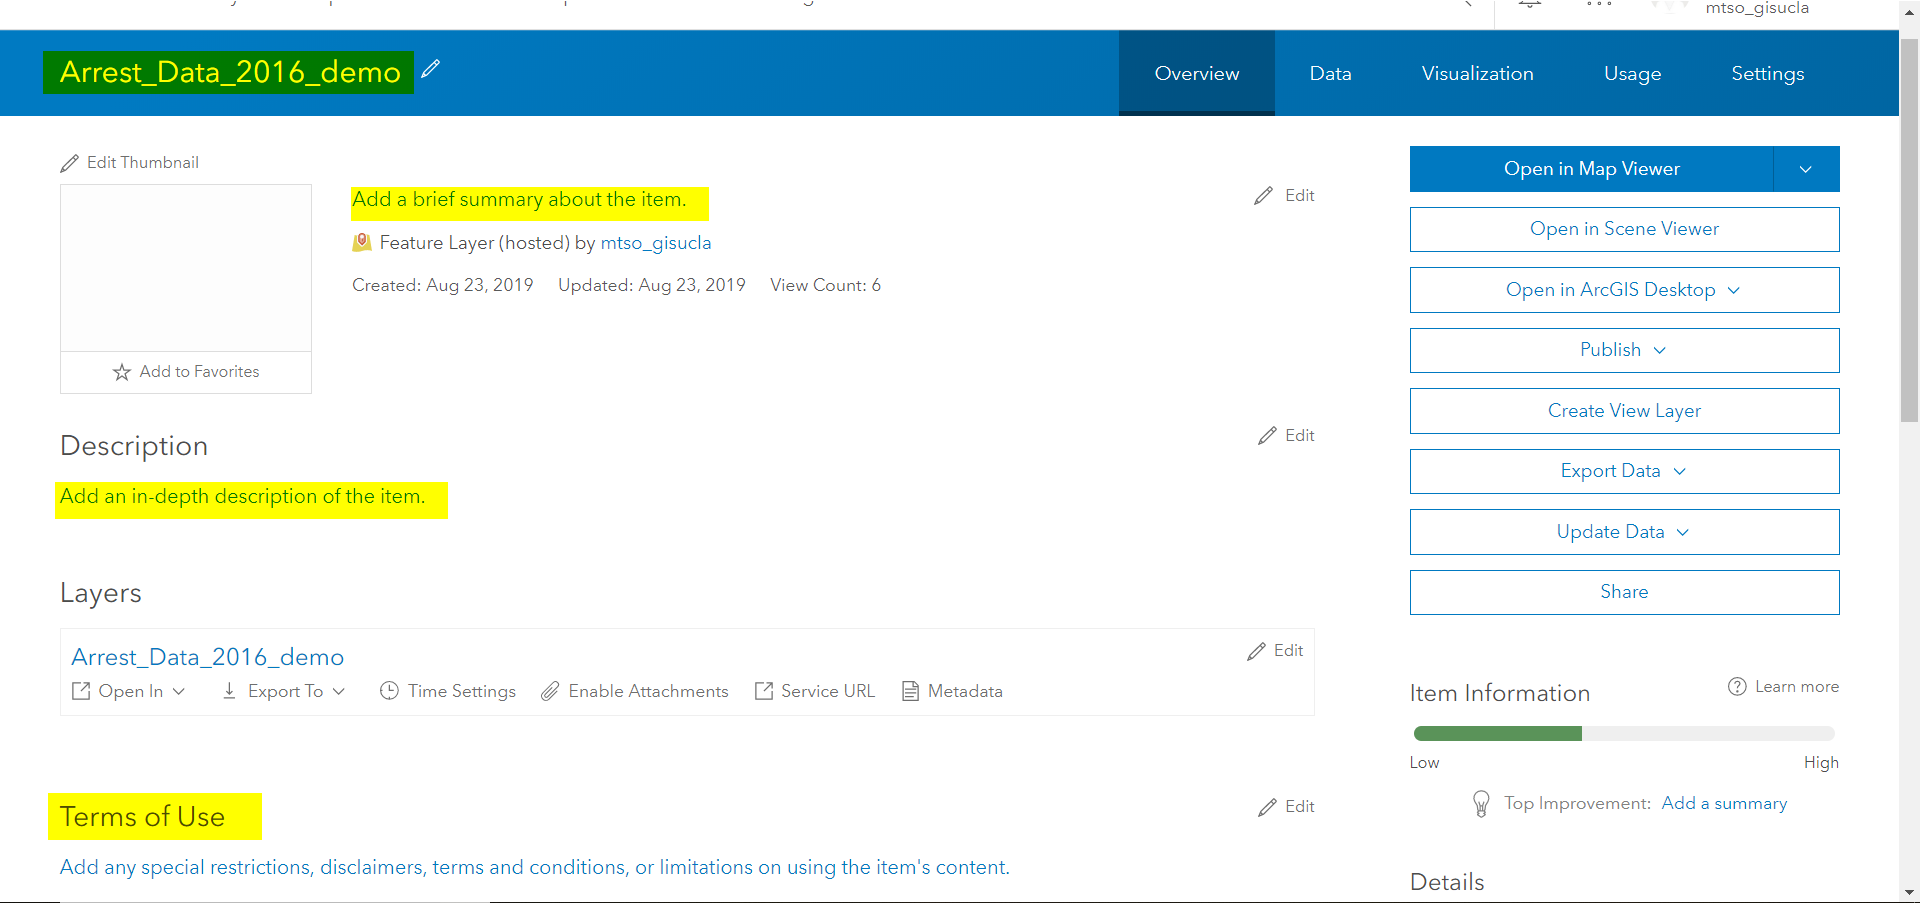 mtso_gisucla
Arrest_Data_2016_demo
Overview
Data
Visualization
Usage
Settings
Edit Thumbnail
Add a brief summary about the item.
Edit
Feature Layer (hosted) by mtso_gisucla
Created: Aug 23, 2019 Updated: Aug 23, 2019 View Count: 6
Add to Favorites
Description
Edit
Add an in-depth description of the item.
Layers
Arrest_Data_2016_demo
Edit
Open In
Export To
Time Settings
Enable Attachments
Service URL
Metadata
Terms of Use
Edit
Add any special restrictions, disclaimers, terms and conditions, or limitations on using the item's content.
Open in Map Viewer
Open in Scene Viewer
Open in ArcGIS Desktop
Publish
Create View Layer
Export Data
Update Data
Share
Item Information
Learn more
Low
High
Top Improvement: Add a summary
Details